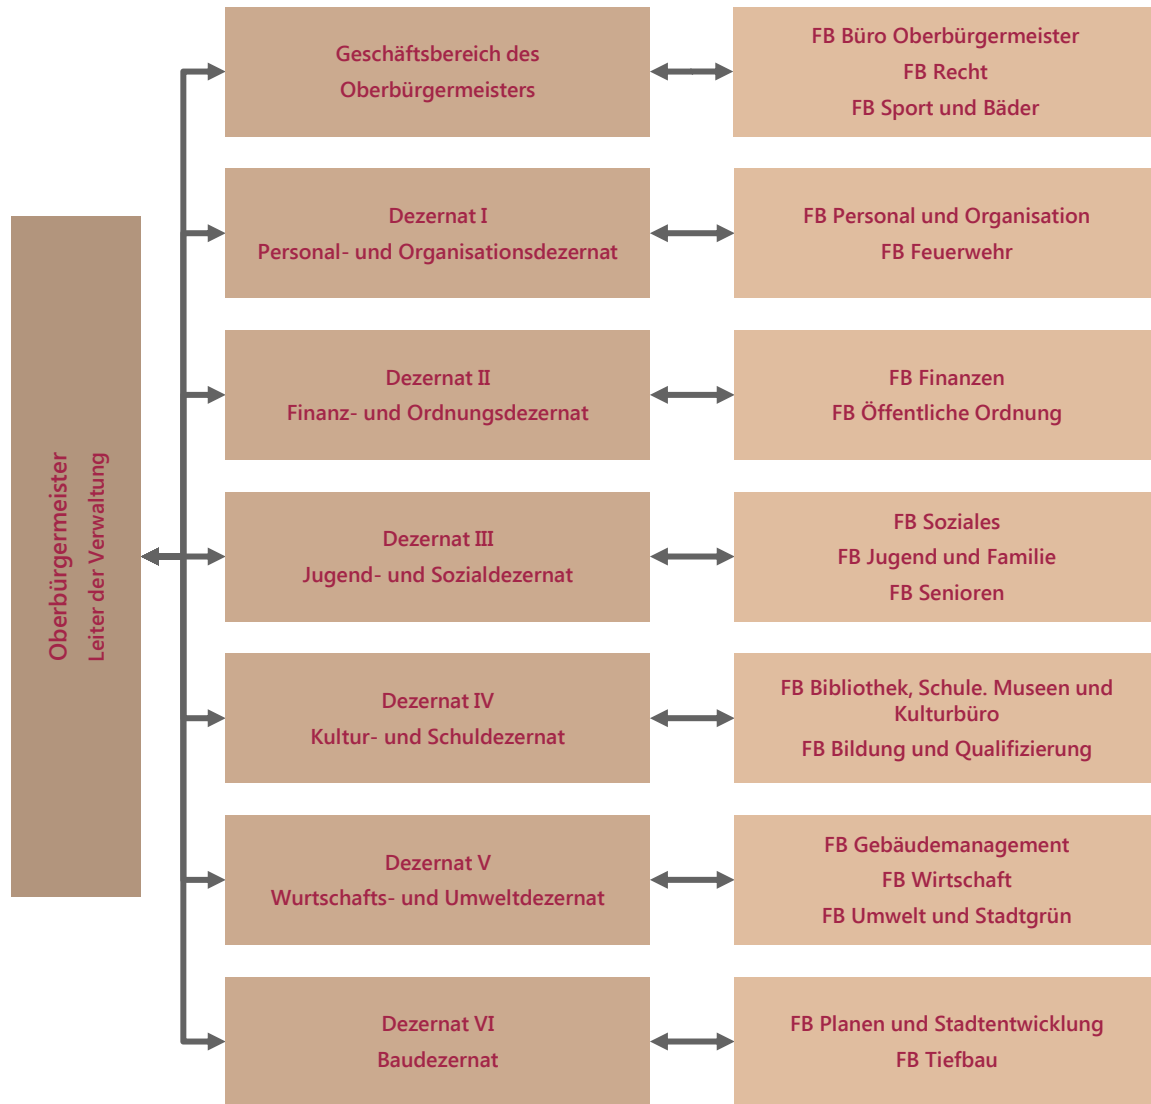 Oberbürgermeister
Leiter der Verwaltung
Geschäftsbereich des
Oberbürgermeisters
FB Büro Oberbürgermeister
FB Recht
FB Sport und Bäder
Dezernat I
Personal- und Organisationsdezernat
FB Personal und Organisation
FB Feuerwehr
Dezernat II
Finanz- und Ordnungsdezernat
FB Finanzen
FB Öffentliche Ordnung
Dezernat III
Jugend- und Sozialdezernat
FB Soziales
FB Jugend und Familie
FB Senioren
Dezernat IV
Kultur- und Schuldezernat
FB Bibliothek, Schule. Museen und
Kulturbüro
FB Bildung und Qualifizierung
Dezernat V
Wurtschafts- und Umweltdezernat
FB Gebäudemanagement
FB Wirtschaft
FB Umwelt und Stadtgrün
Dezernat VI
Baudezernat
FB Planen und Stadtentwicklung
FB Tiefbau